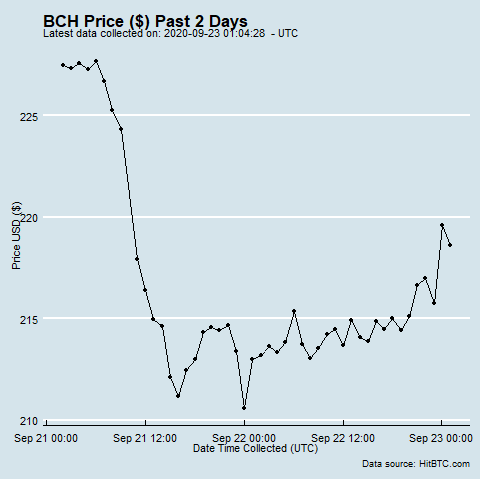 BCH Price ($) Past 2 Days
Latest data collected on: 2020-09-23 01:04:28  - UTC
225
220
Price USD ($)
215
210
Sep 21 00:00 Sep 21 12:00 Sep 22 00:00 Sep 22 12:00 Sep 23 00:00
Date Time Collected (UTC)
Data source: HitBTC.com